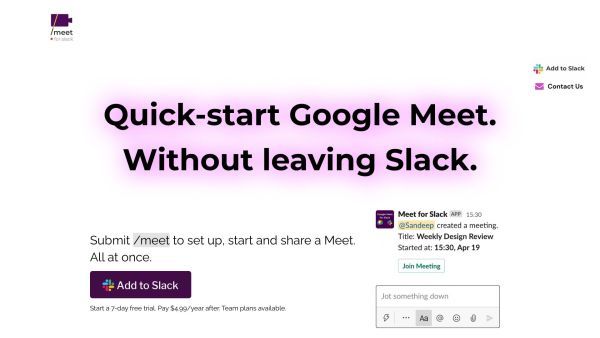 /meet
for slack
Add to Slack
Contact Us
Quick-start Google Meet.
Without leaving Slack.
Submit /meet to set up, start and share a Meet.
All at once.
Add to Slack
Start a 7-day free trial. Pay $4.99/year after. Team plans available.
Meet for Slack APP 15:30
@Sandeep created a meeting.
Title: Weekly Design Review
Started at: 15:30, Apr 19
Join Meeting
Jot something down
Aa @